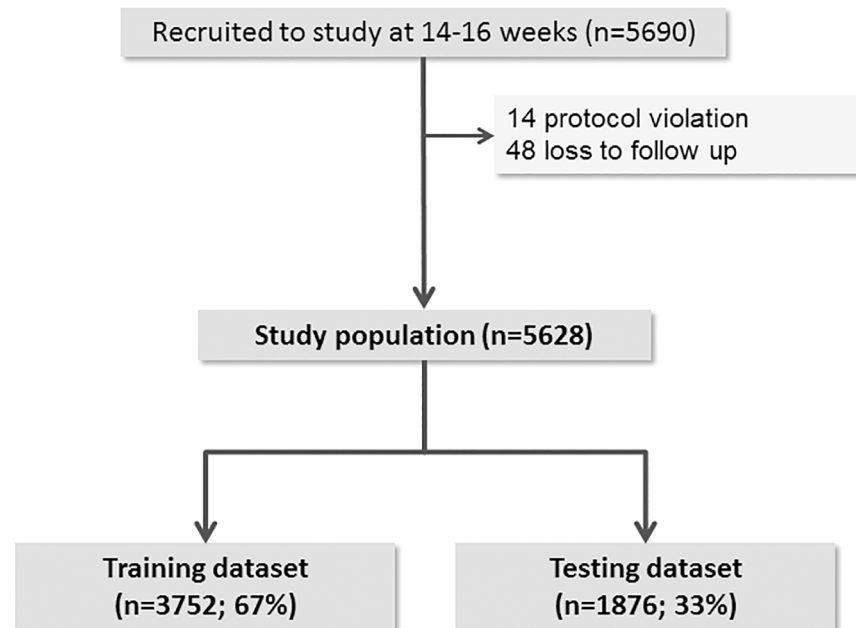 Recruited to study at 14-16 weeks (n=5690)
14 protocol violation
48 loss to follow up
Study population (n=5628)
Training dataset
(n=3752; 67%)
Testing dataset
(n=1876; 33%)